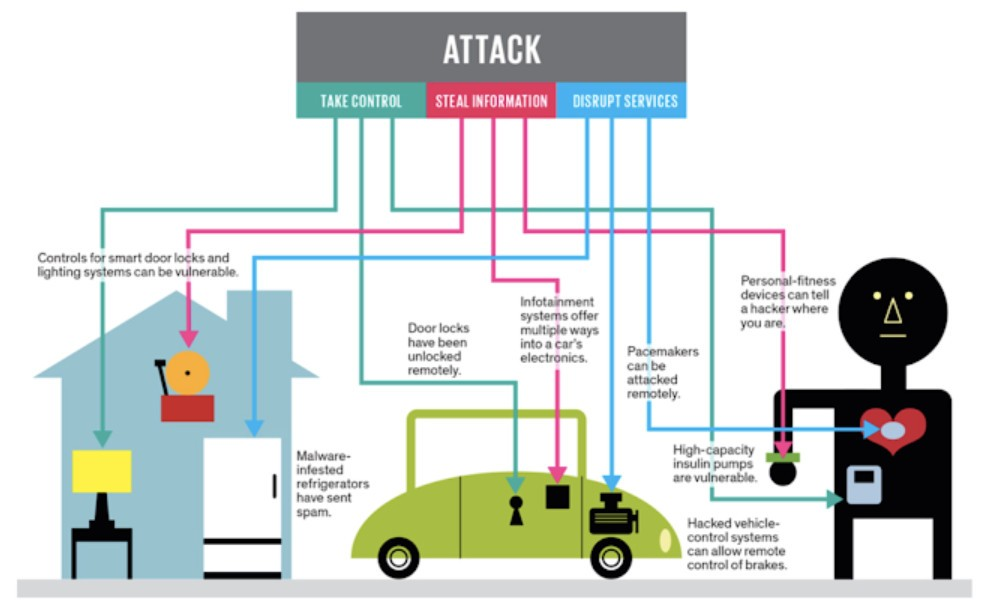 ATTACK
TAKE CONTROL
STEAL INFORMATION
DISRUPT SERVICES
Controls for smart door locks and
lighting systems can be vulnerable.
Malware-
infested
refrigerators
have sent
spam.
Door locks
have been
unlocked
remotely.
Infotainment
systems offer
multiple ways
into a car's
electronics.
Pacemakers
can be
attacked
remotely.
Personal-fitness
devices can tell
a hacker where
you are.
High-capacity
insulin pumps
are vulnerable.
Hacked vehicle-
control systems
can allow remote
control of brakes.